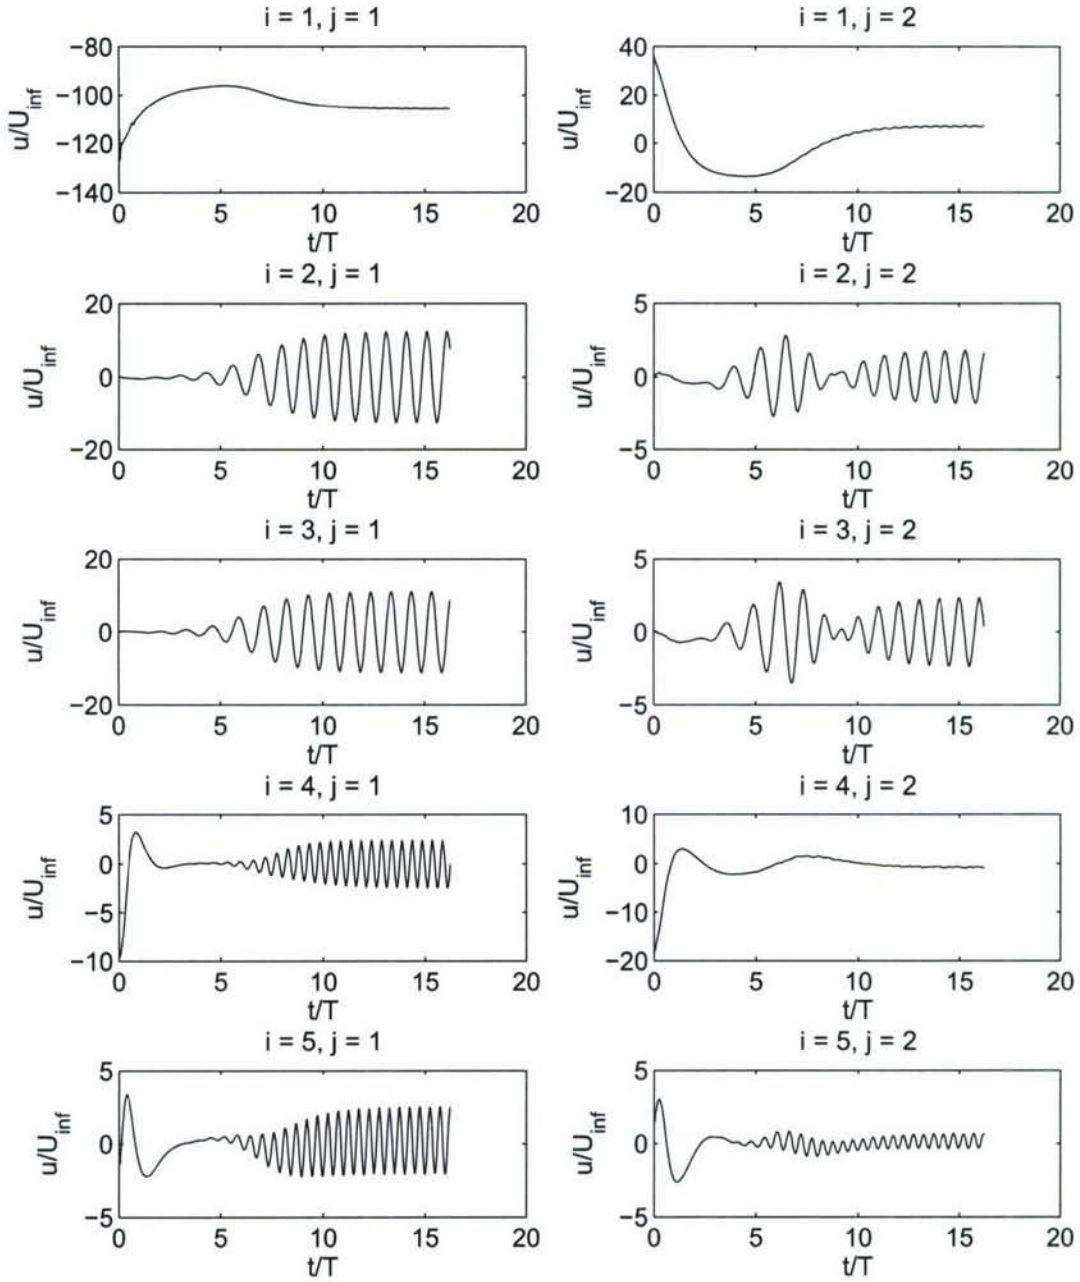 i = 1, j = 1
−80
−100
−120
−140
u/U_inf
0 5 10 15 20
t/T
i = 1, j = 2
40
20
0
−20
u/U_inf
0 5 10 15 20
t/T
i = 2, j = 1
20
0
−20
u/U_inf
0 5 10 15 20
t/T
i = 2, j = 2
5
0
−5
u/U_inf
0 5 10 15 20
t/T
i = 3, j = 1
20
0
−20
u/U_inf
0 5 10 15 20
t/T
i = 3, j = 2
5
0
−5
u/U_inf
0 5 10 15 20
t/T
i = 4, j = 1
5
0
−5
−10
u/U_inf
0 5 10 15 20
t/T
i = 4, j = 2
10
0
−10
−20
u/U_inf
0 5 10 15 20
t/T
i = 5, j = 1
5
0
−5
u/U_inf
0 5 10 15 20
t/T
i = 5, j = 2
5
0
−5
u/U_inf
0 5 10 15 20
t/T